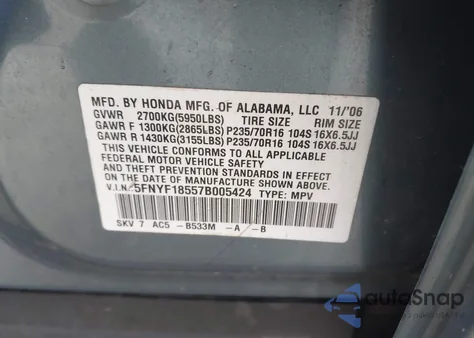 MFD. BY HONDA MFG. OF ALABAMA, LLC 11/'06
GVWR 2700KG(5950LBS) TIRE SIZE RIM SIZE
GAWR F 1300KG(2865LBS) P235/70R16 104S 16X6.5JJ
GAWR R 1430KG(3155LBS) P235/70R16 104S 16X6.5JJ
THIS VEHICLE CONFORMS TO ALL APPLICABLE
FEDERAL MOTOR VEHICLE SAFETY
AND THEFT PREVENTION STANDARDS IN
EFFECT ON THE DATE OF MANUFACTURE
SHOWN ABOVE.
V.I.N.: 5FNYF18557B005424 TYPE: MPV
SKV 7 AC5 -B533M -A -B
autoSnap
by Carfast